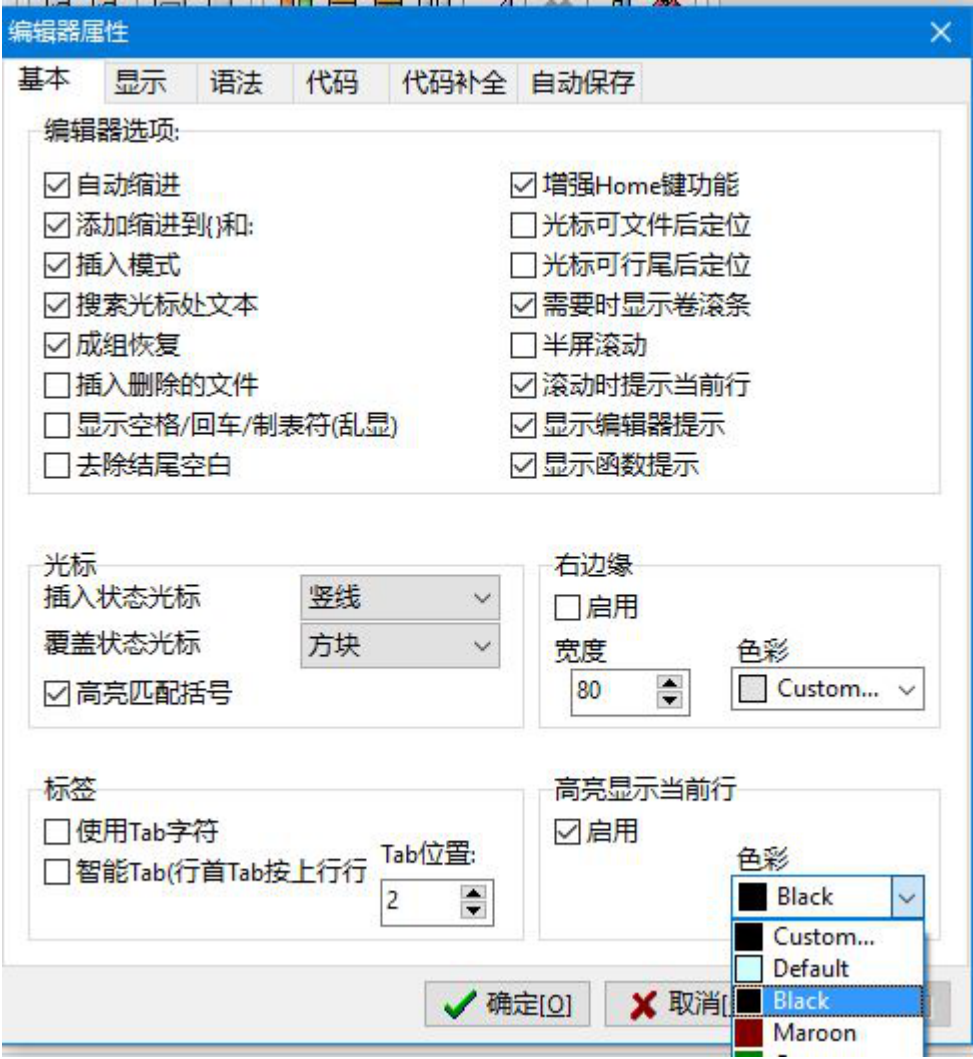 编辑器属性
基本 显示 语法 代码 代码补全 自动保存
编辑器选项:
自动缩进
添加缩进到{}和:
插入模式
搜索光标处文本
成组恢复
插入删除的文件
显示空格/回车/制表符(乱显)
去除结尾空白
增强Home键功能
光标可文件后定位
光标可行尾后定位
需要时显示卷滚条
半屏滚动
滚动时提示当前行
显示编辑器提示
显示函数提示
光标
插入状态光标 竖线
覆盖状态光标 方块
高亮匹配括号
右边缘
启用
宽度 色彩
80 Custom...
标签
使用Tab字符
智能Tab(行首Tab按上行行
Tab位置:
2
高亮显示当前行
启用
色彩
Black
Custom...
Default
Black
Maroon
确定[O] 取消[